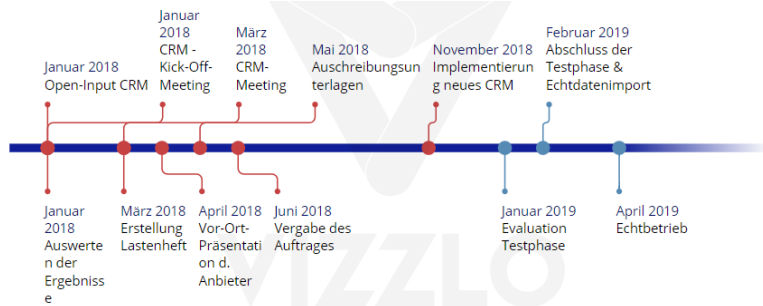 Januar 2018
Open-Input CRM
Januar
2018
CRM -
Kick-Off-
Meeting
März
2018
CRM-
Meeting
Mai 2018
Auschreibungsun
terlagen
November 2018
Implementierun
g neues CRM
Februar 2019
Abschluss der
Testphase &
Echtdatenimport
Januar
2018
Auswerte
n der
Ergebniss
e
März 2018
Erstellung
Lastenheft
April 2018
Vor-Ort-
Präsentati
on d.
Anbieter
Juni 2018
Vergabe des
Auftrages
Januar 2019
Evaluation
Testphase
April 2019
Echtbetrieb
VIZZLO